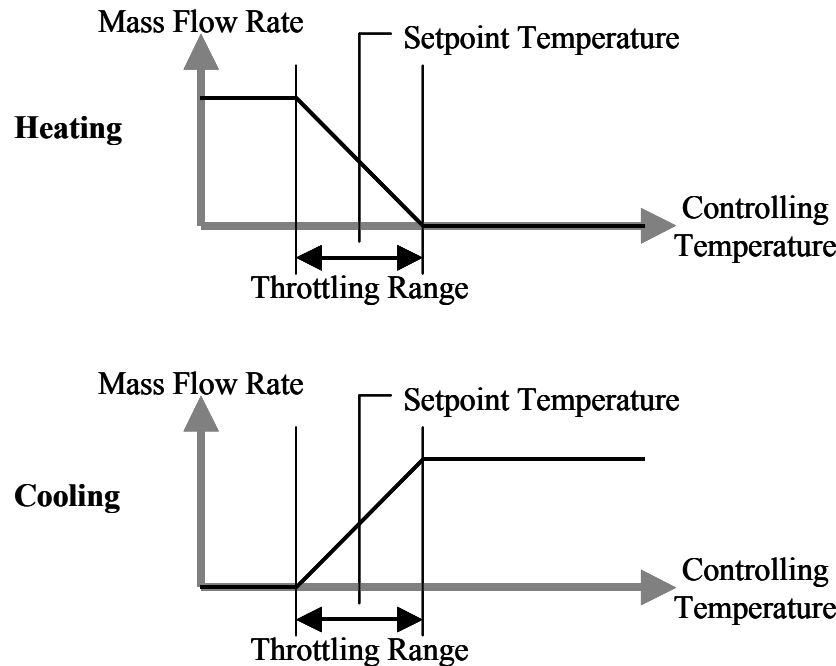 Mass Flow Rate
Setpoint Temperature
Heating
Controlling
Temperature
Throttling Range
Mass Flow Rate
Setpoint Temperature
Cooling
Controlling
Temperature
Throttling Range